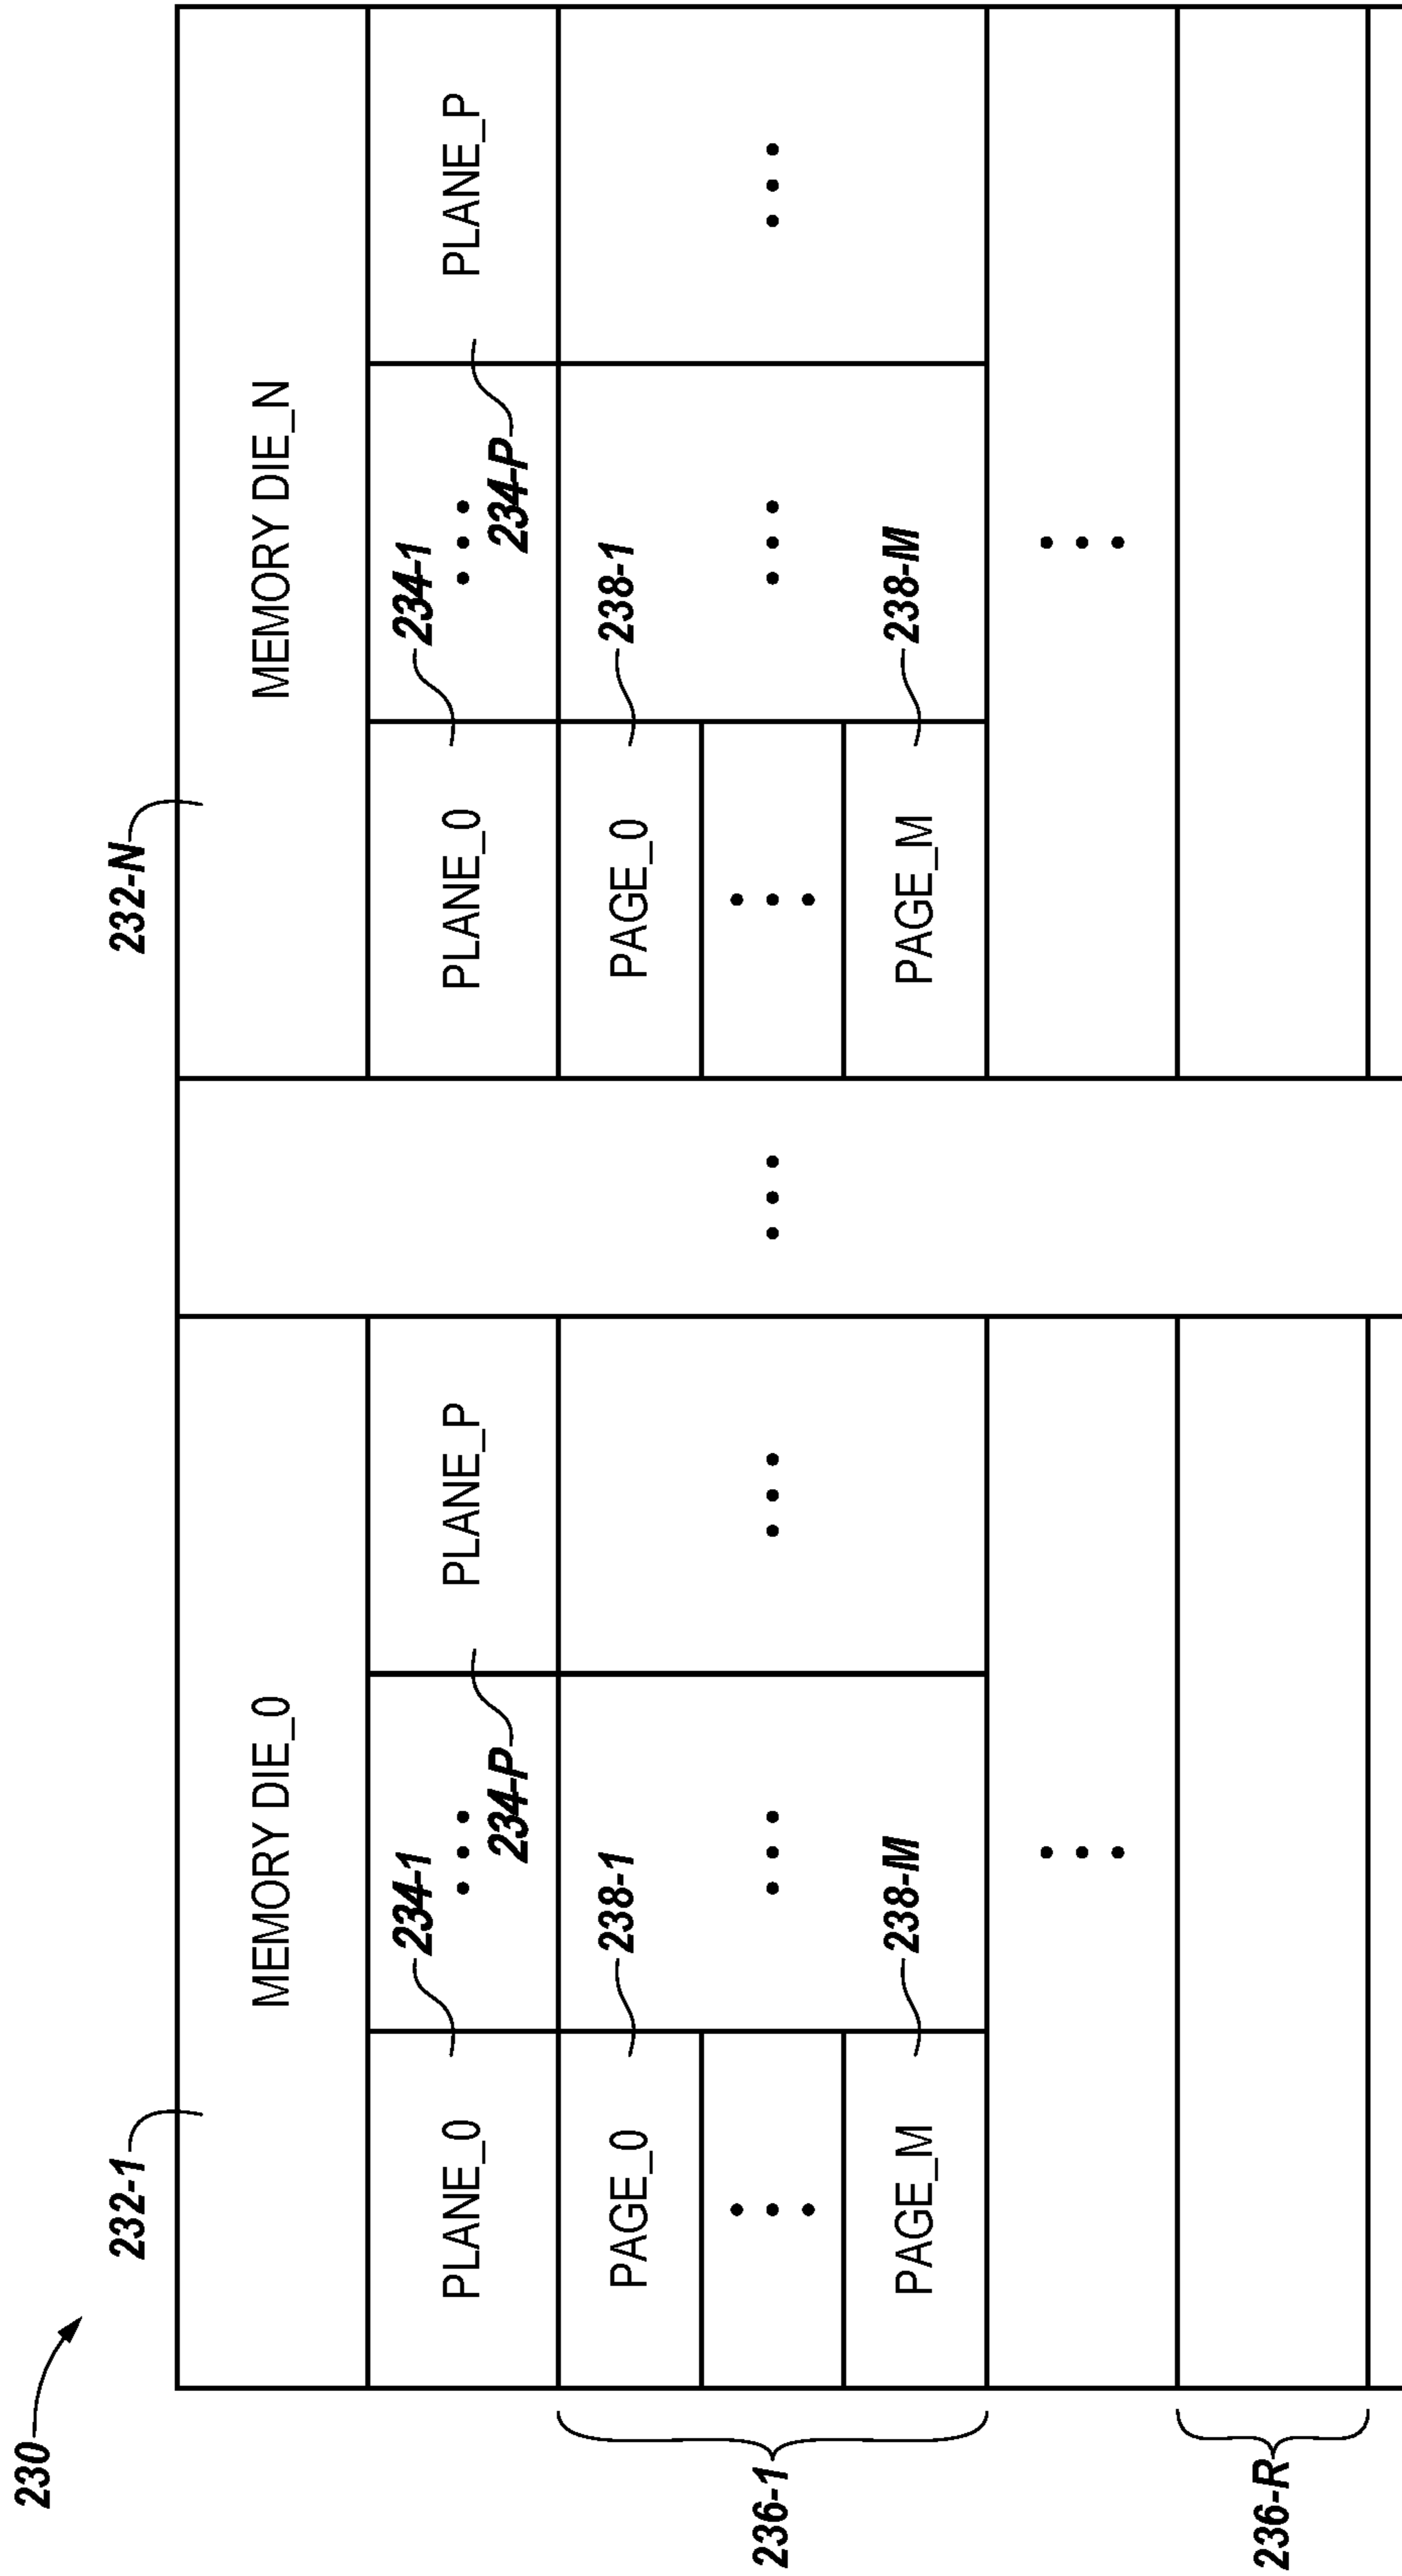 230
232-1
232-N
MEMORY DIE_0
MEMORY DIE_N
PLANE_0
234-1
234-P
PLANE_P
PLANE_0
234-1
234-P
PLANE_P
236-1
PAGE_0
238-1
PAGE_M
238-M
PAGE_0
238-1
PAGE_M
238-M
236-R